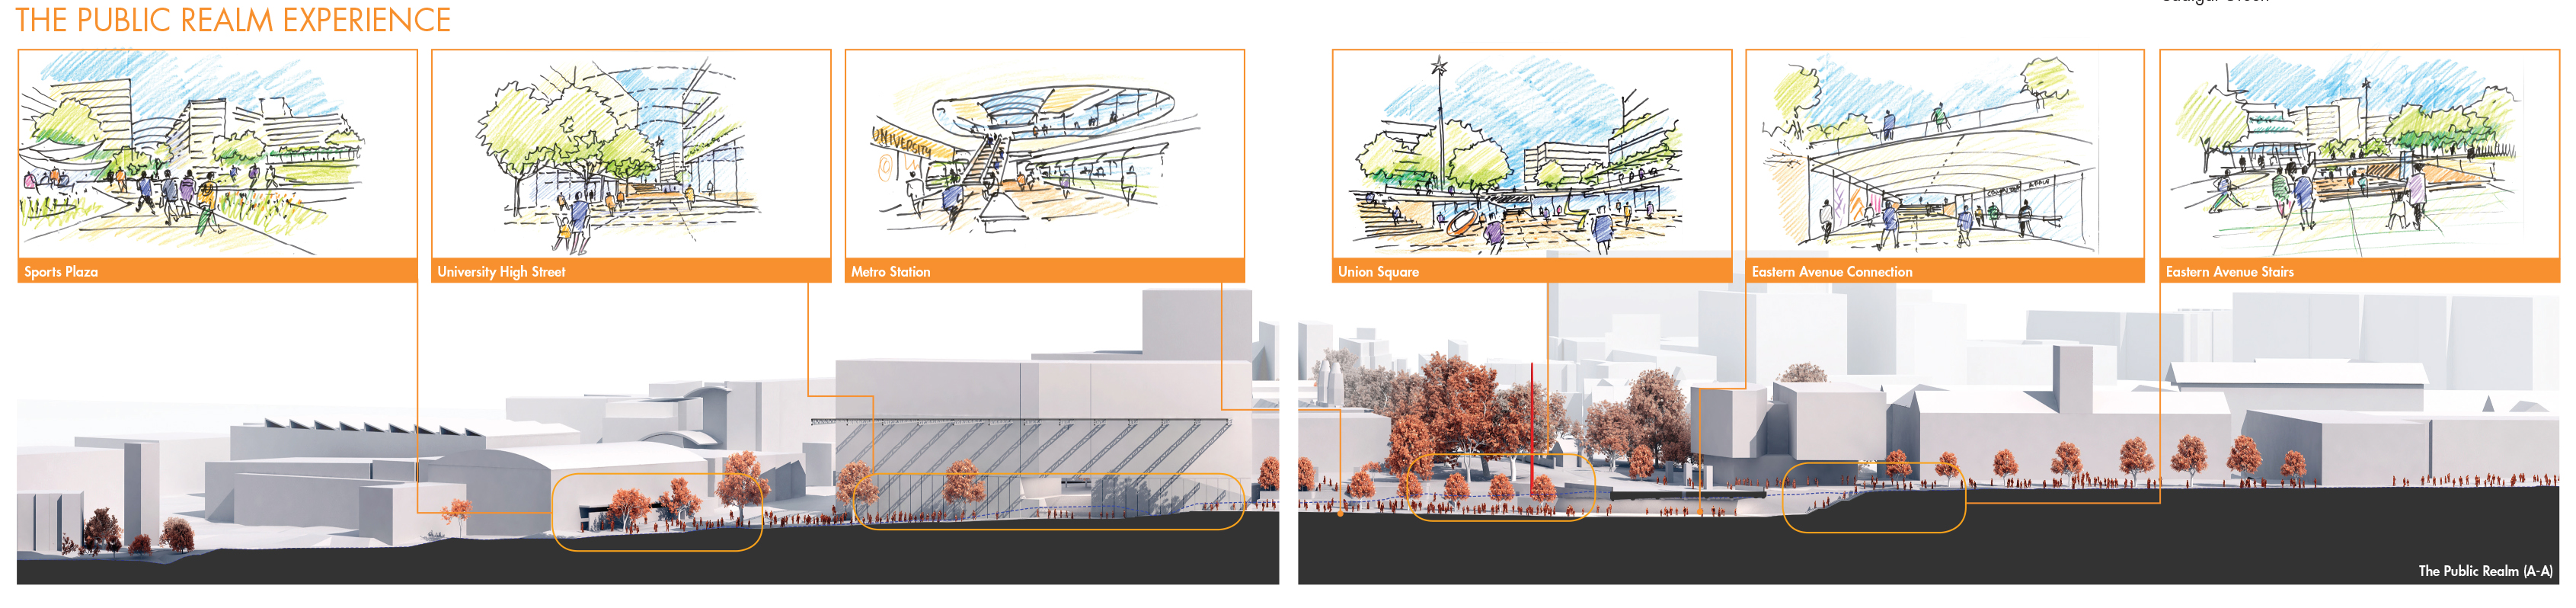 THE PUBLIC REALM EXPERIENCE
UNIVERSITY
Sports Plaza
University High Street
Metro Station
Union Square
Eastern Avenue Connection
Eastern Avenue Stairs
The Public Realm (A-A)